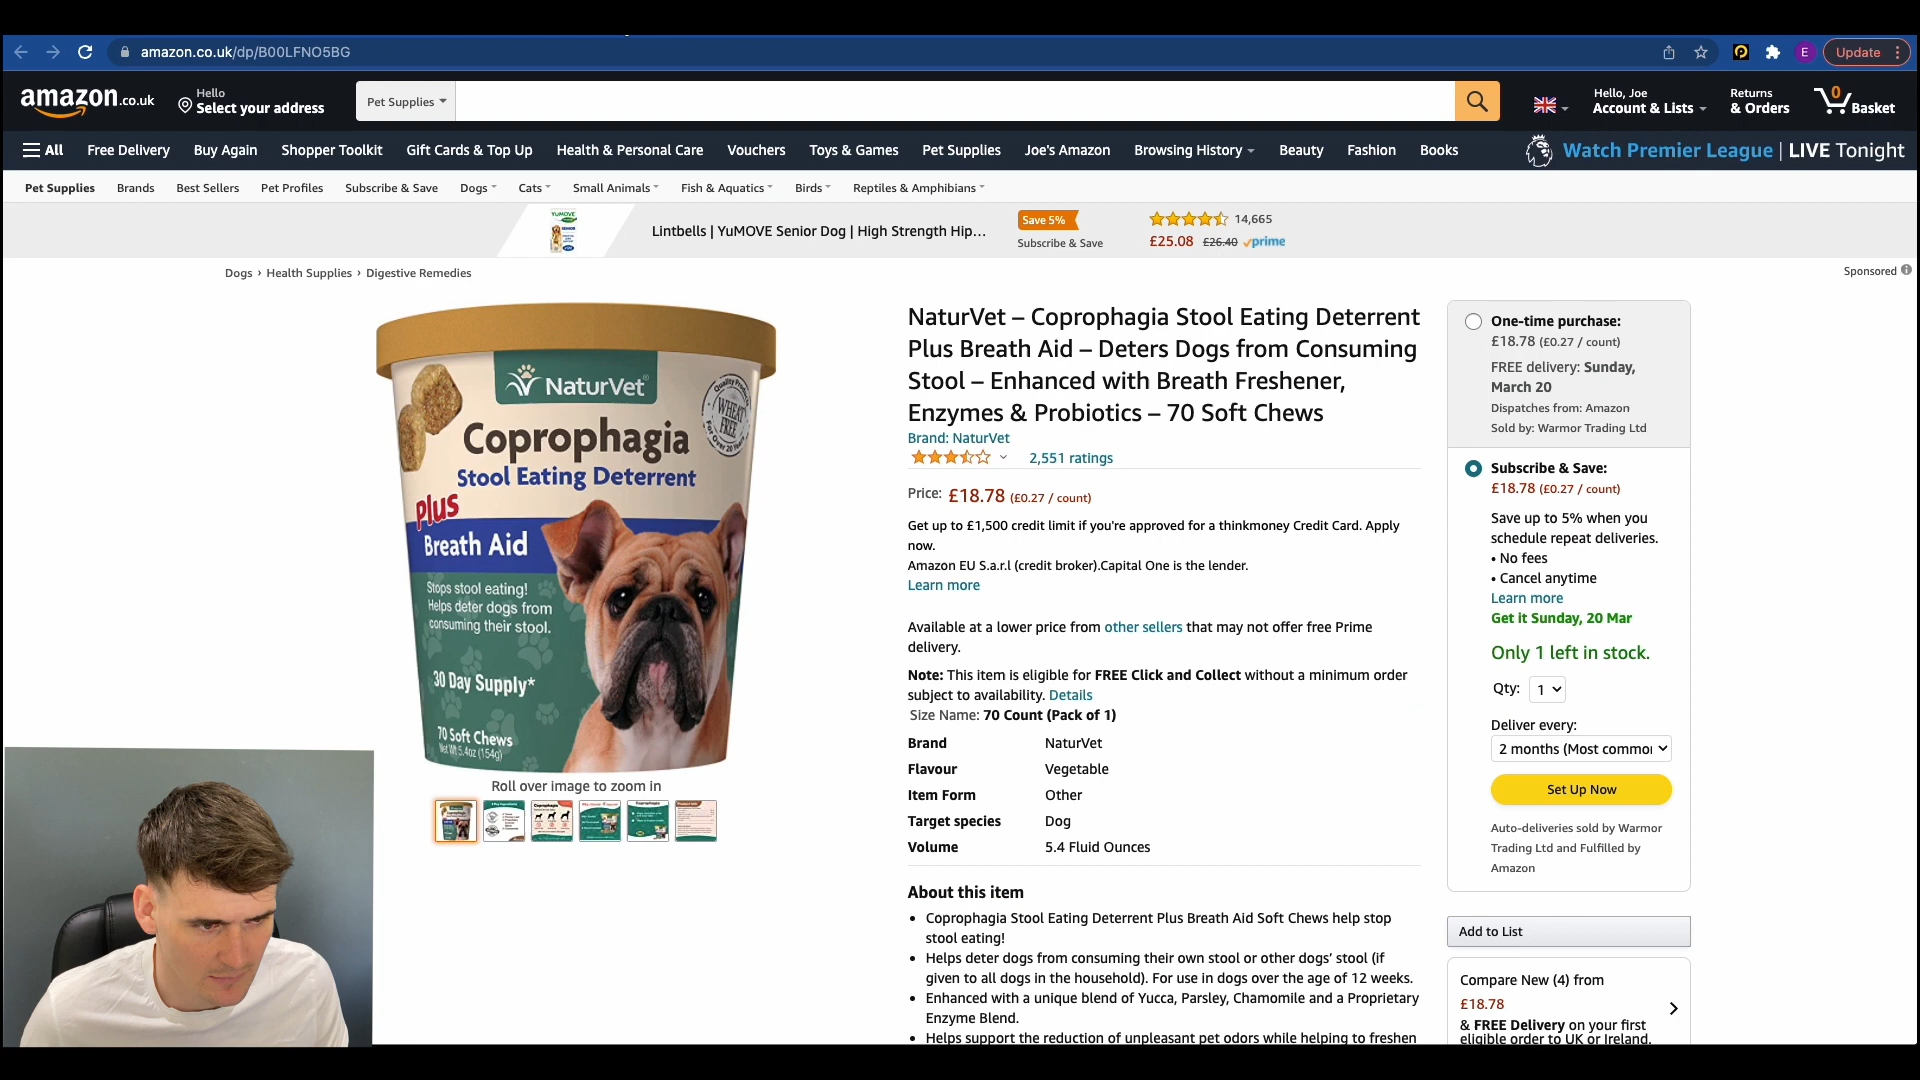 amazon.co.uk/dp/B00LFNO5BG
E
Update
amazon.co.uk
Hello
Select your address
Pet Supplies
Hello, Joe
Account & Lists
Returns
& Orders
0
Basket
All
Free Delivery
Buy Again
Shopper Toolkit
Gift Cards & Top Up
Health & Personal Care
Vouchers
Toys & Games
Pet Supplies
Joe's Amazon
Browsing History
Beauty
Fashion
Books
Watch Premier League | LIVE Tonight
Pet Supplies
Brands
Best Sellers
Pet Profiles
Subscribe & Save
Dogs
Cats
Small Animals
Fish & Aquatics
Birds
Reptiles & Amphibians
YUMOVE
Lintbells | YuMOVE Senior Dog | High Strength Hip...
Save 5%
Subscribe & Save
14,665
£25.08 £26.40 prime
Dogs › Health Supplies › Digestive Remedies
Sponsored
NaturVet
Quality Products
WHEAT FREE
For Over 20 Years
Coprophagia
Stool Eating Deterrent
Plus
Breath Aid
Stops stool eating!
Helps deter dogs from
consuming their stool.
30 Day Supply*
70 Soft Chews
Net Wt 5.4oz (154g)
Roll over image to zoom in
NaturVet – Coprophagia Stool Eating Deterrent
Plus Breath Aid – Deters Dogs from Consuming
Stool – Enhanced with Breath Freshener,
Enzymes & Probiotics – 70 Soft Chews
Brand: NaturVet
2,551 ratings
Price: £18.78 (£0.27 / count)
Get up to £1,500 credit limit if you're approved for a thinkmoney Credit Card. Apply
now.
Amazon EU S.a.r.l (credit broker).Capital One is the lender.
Learn more
Available at a lower price from other sellers that may not offer free Prime
delivery.
Note: This item is eligible for FREE Click and Collect without a minimum order
subject to availability. Details
Size Name: 70 Count (Pack of 1)
Brand NaturVet
Flavour Vegetable
Item Form Other
Target species Dog
Volume 5.4 Fluid Ounces
About this item
• Coprophagia Stool Eating Deterrent Plus Breath Aid Soft Chews help stop
stool eating!
• Helps deter dogs from consuming their own stool or other dogs' stool (if
given to all dogs in the household). For use in dogs over the age of 12 weeks.
• Enhanced with a unique blend of Yucca, Parsley, Chamomile and a Proprietary
Enzyme Blend.
• Helps support the reduction of unpleasant pet odors while helping to freshen
One-time purchase:
£18.78 (£0.27 / count)
FREE delivery: Sunday,
March 20
Dispatches from: Amazon
Sold by: Warmor Trading Ltd
Subscribe & Save:
£18.78 (£0.27 / count)
Save up to 5% when you
schedule repeat deliveries.
• No fees
• Cancel anytime
Learn more
Get it Sunday, 20 Mar
Only 1 left in stock.
Qty: 1
Deliver every:
2 months (Most common
Set Up Now
Auto-deliveries sold by Warmor
Trading Ltd and Fulfilled by
Amazon
Add to List
Compare New (4) from
£18.78
& FREE Delivery on your first
eligible order to UK or Ireland.